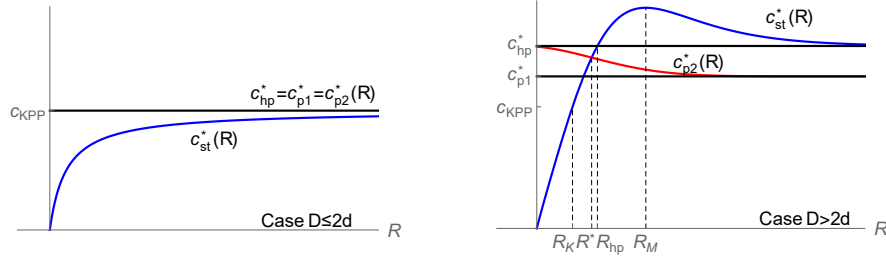 c*hp=c*p1=c*p2(R)
cKPP
c*st(R)
Case D≤2d
R
c*st(R)
c*hp
c*p2(R)
c*p1
cKPP
Case D>2d
R
RK R* Rhp RM